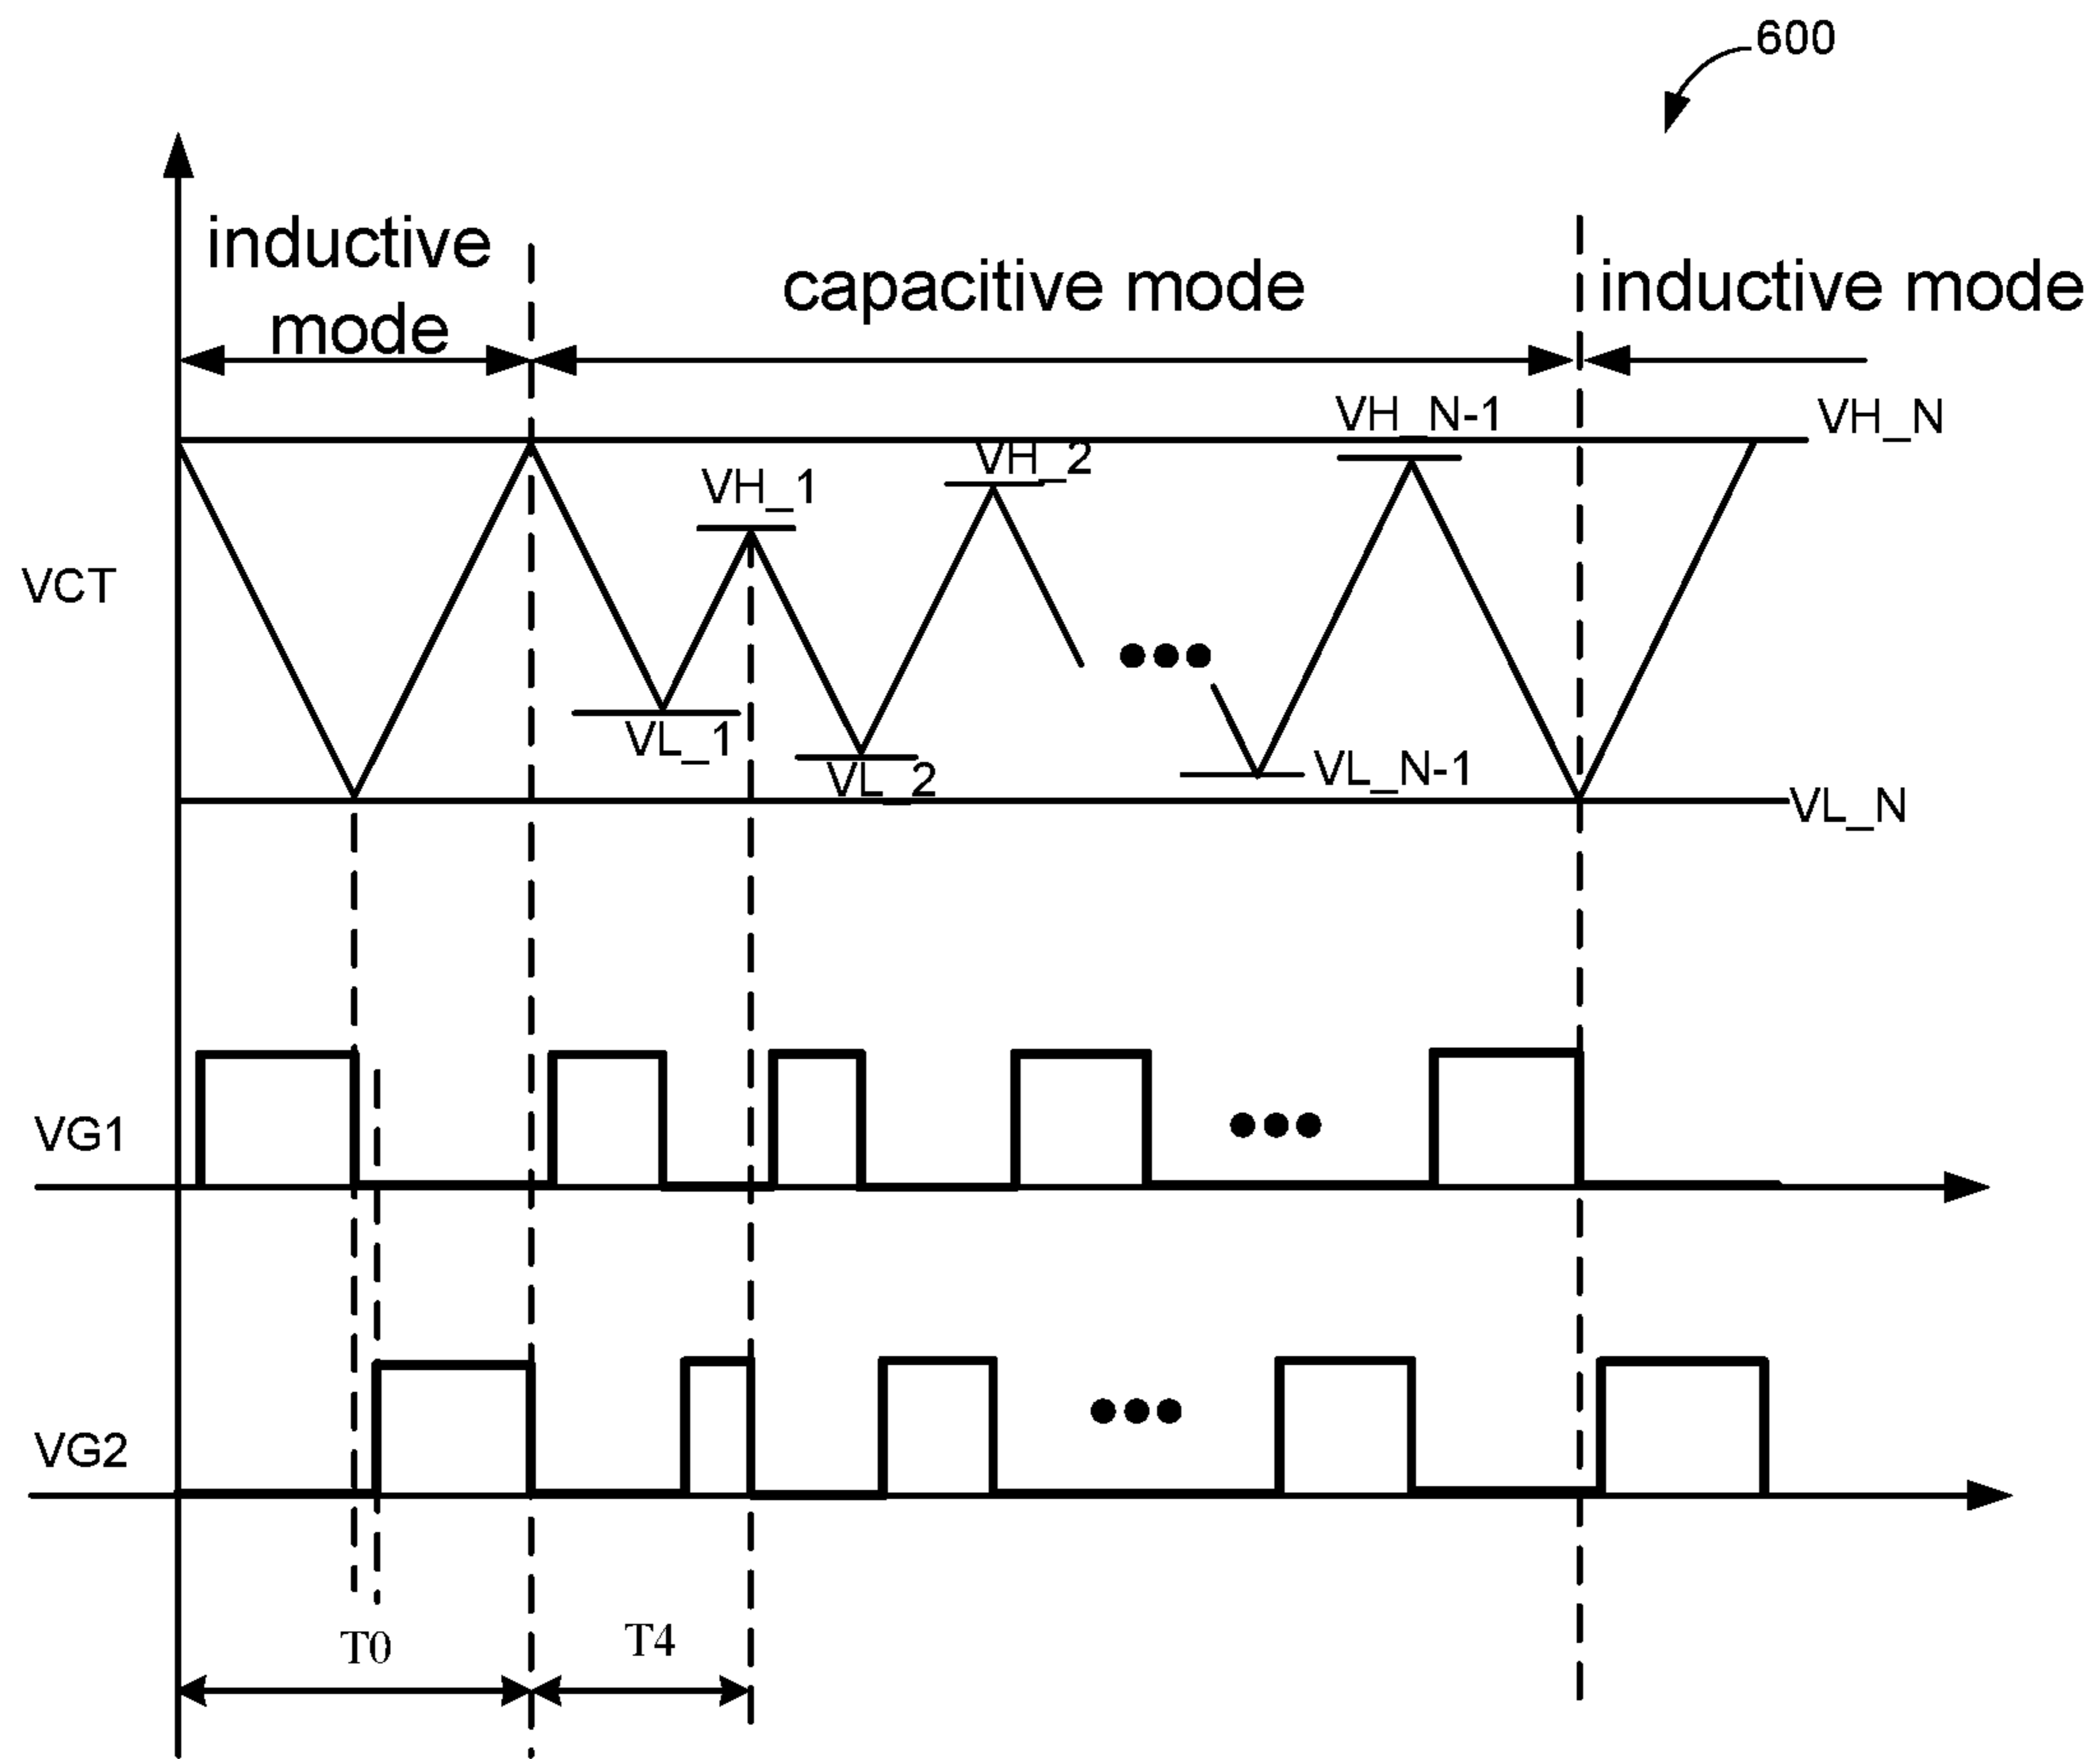 600
inductive
mode
capacitive mode
inductive mode
VH_N-1
VH_N
VH_2
VH_1
VCT
VL_1
VL_2
VL_N-1
VL_N
VG1
VG2
T0
T4